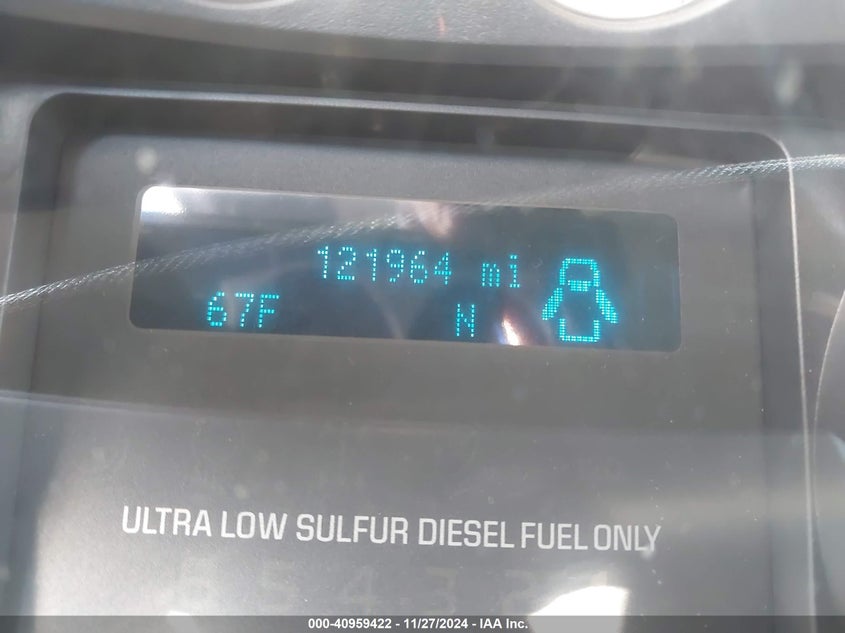 121964 mi
67F N
ULTRA LOW SULFUR DIESEL FUEL ONLY
000-40959422 - 11/27/2024 - IAA Inc.